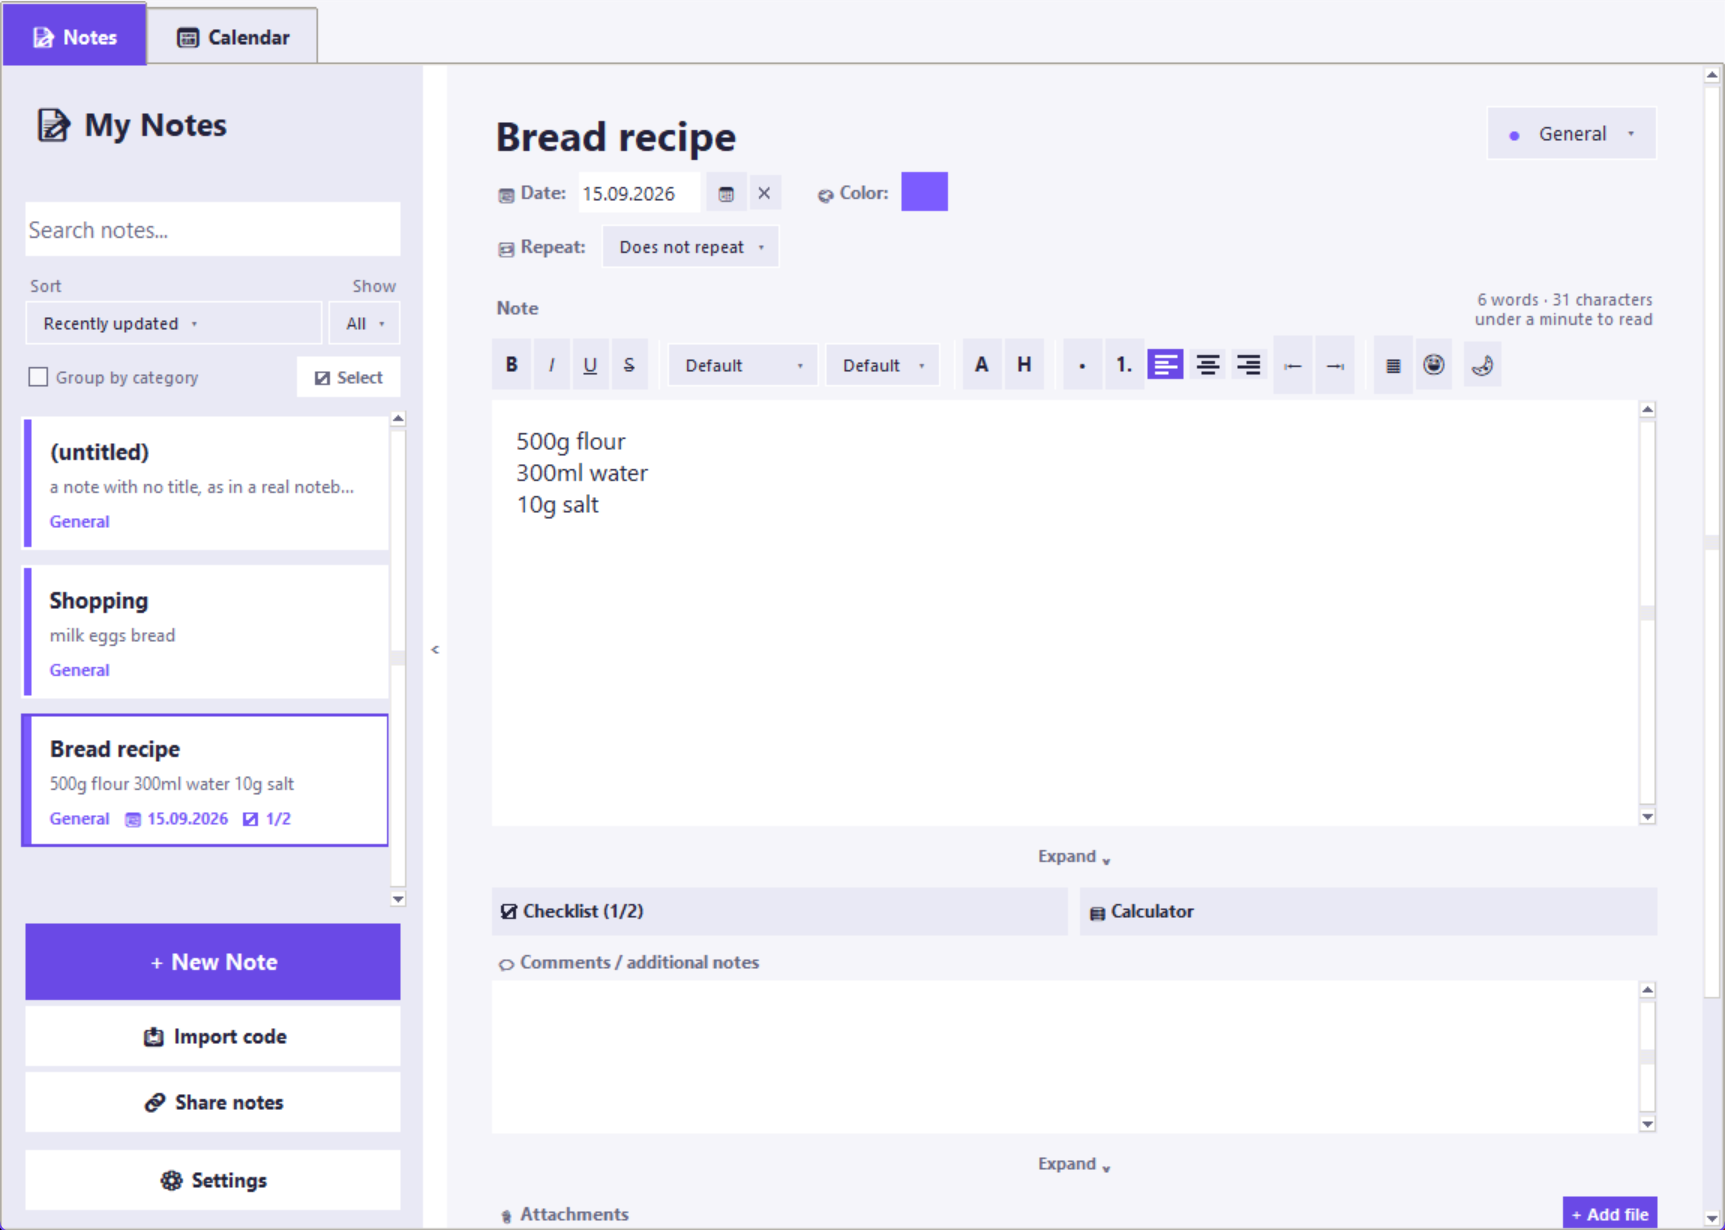 Notes
Calendar
My Notes
Search notes...
Sort
Show
Recently updated
All
Group by category
Select
(untitled)
a note with no title, as in a real noteb...
General
Shopping
milk eggs bread
General
Bread recipe
500g flour 300ml water 10g salt
General 15.09.2026 1/2
+ New Note
Import code
Share notes
Settings
<
Bread recipe
General
Date: 15.09.2026
Color:
Repeat: Does not repeat
Note
6 words · 31 characters
under a minute to read
B I U S Default Default A H • 1.
500g flour
300ml water
10g salt
Expand
Checklist (1/2)
Calculator
Comments / additional notes
Expand
Attachments
+ Add file